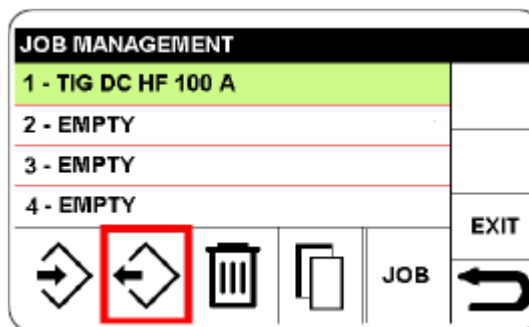 JOB MANAGEMENT
1 - TIG DC HF 100 A
2 - EMPTY
3 - EMPTY
4 - EMPTY
EXIT
JOB